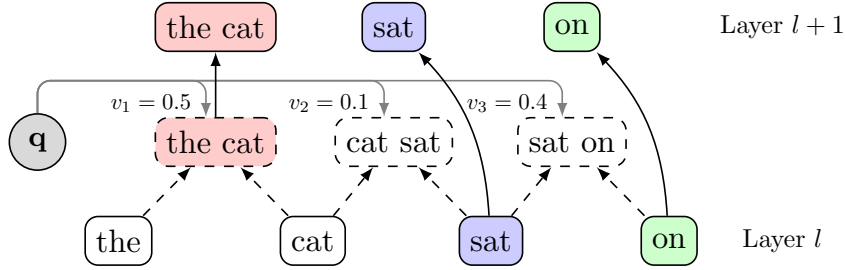 the cat sat on Layer l + 1
v₁ = 0.5 v₂ = 0.1 v₃ = 0.4
q the cat cat sat sat on
the cat sat on Layer l